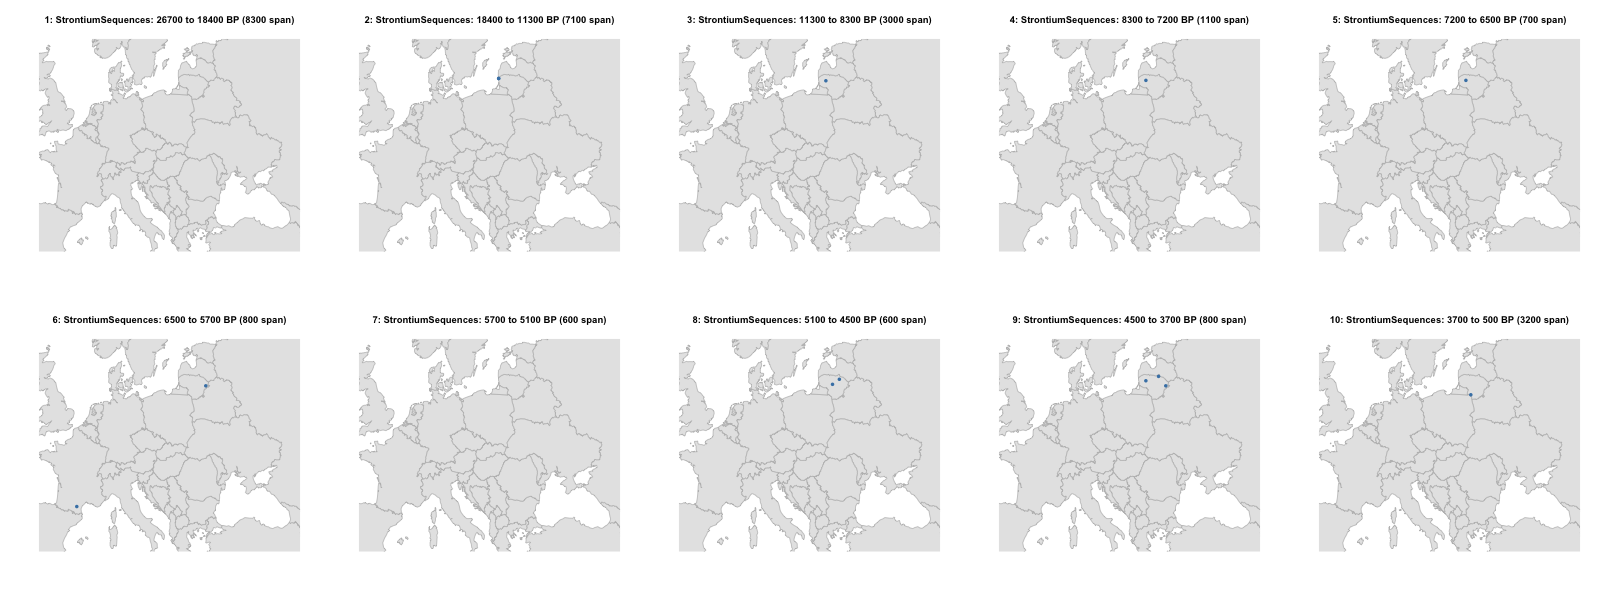 1: StrontiumSequences: 26700 to 18400 BP (8300 span)
2: StrontiumSequences: 18400 to 11300 BP (7100 span)
3: StrontiumSequences: 11300 to 8300 BP (3000 span)
4: StrontiumSequences: 8300 to 7200 BP (1100 span)
5: StrontiumSequences: 7200 to 6500 BP (700 span)
6: StrontiumSequences: 6500 to 5700 BP (800 span)
7: StrontiumSequences: 5700 to 5100 BP (600 span)
8: StrontiumSequences: 5100 to 4500 BP (600 span)
9: StrontiumSequences: 4500 to 3700 BP (800 span)
10: StrontiumSequences: 3700 to 500 BP (3200 span)